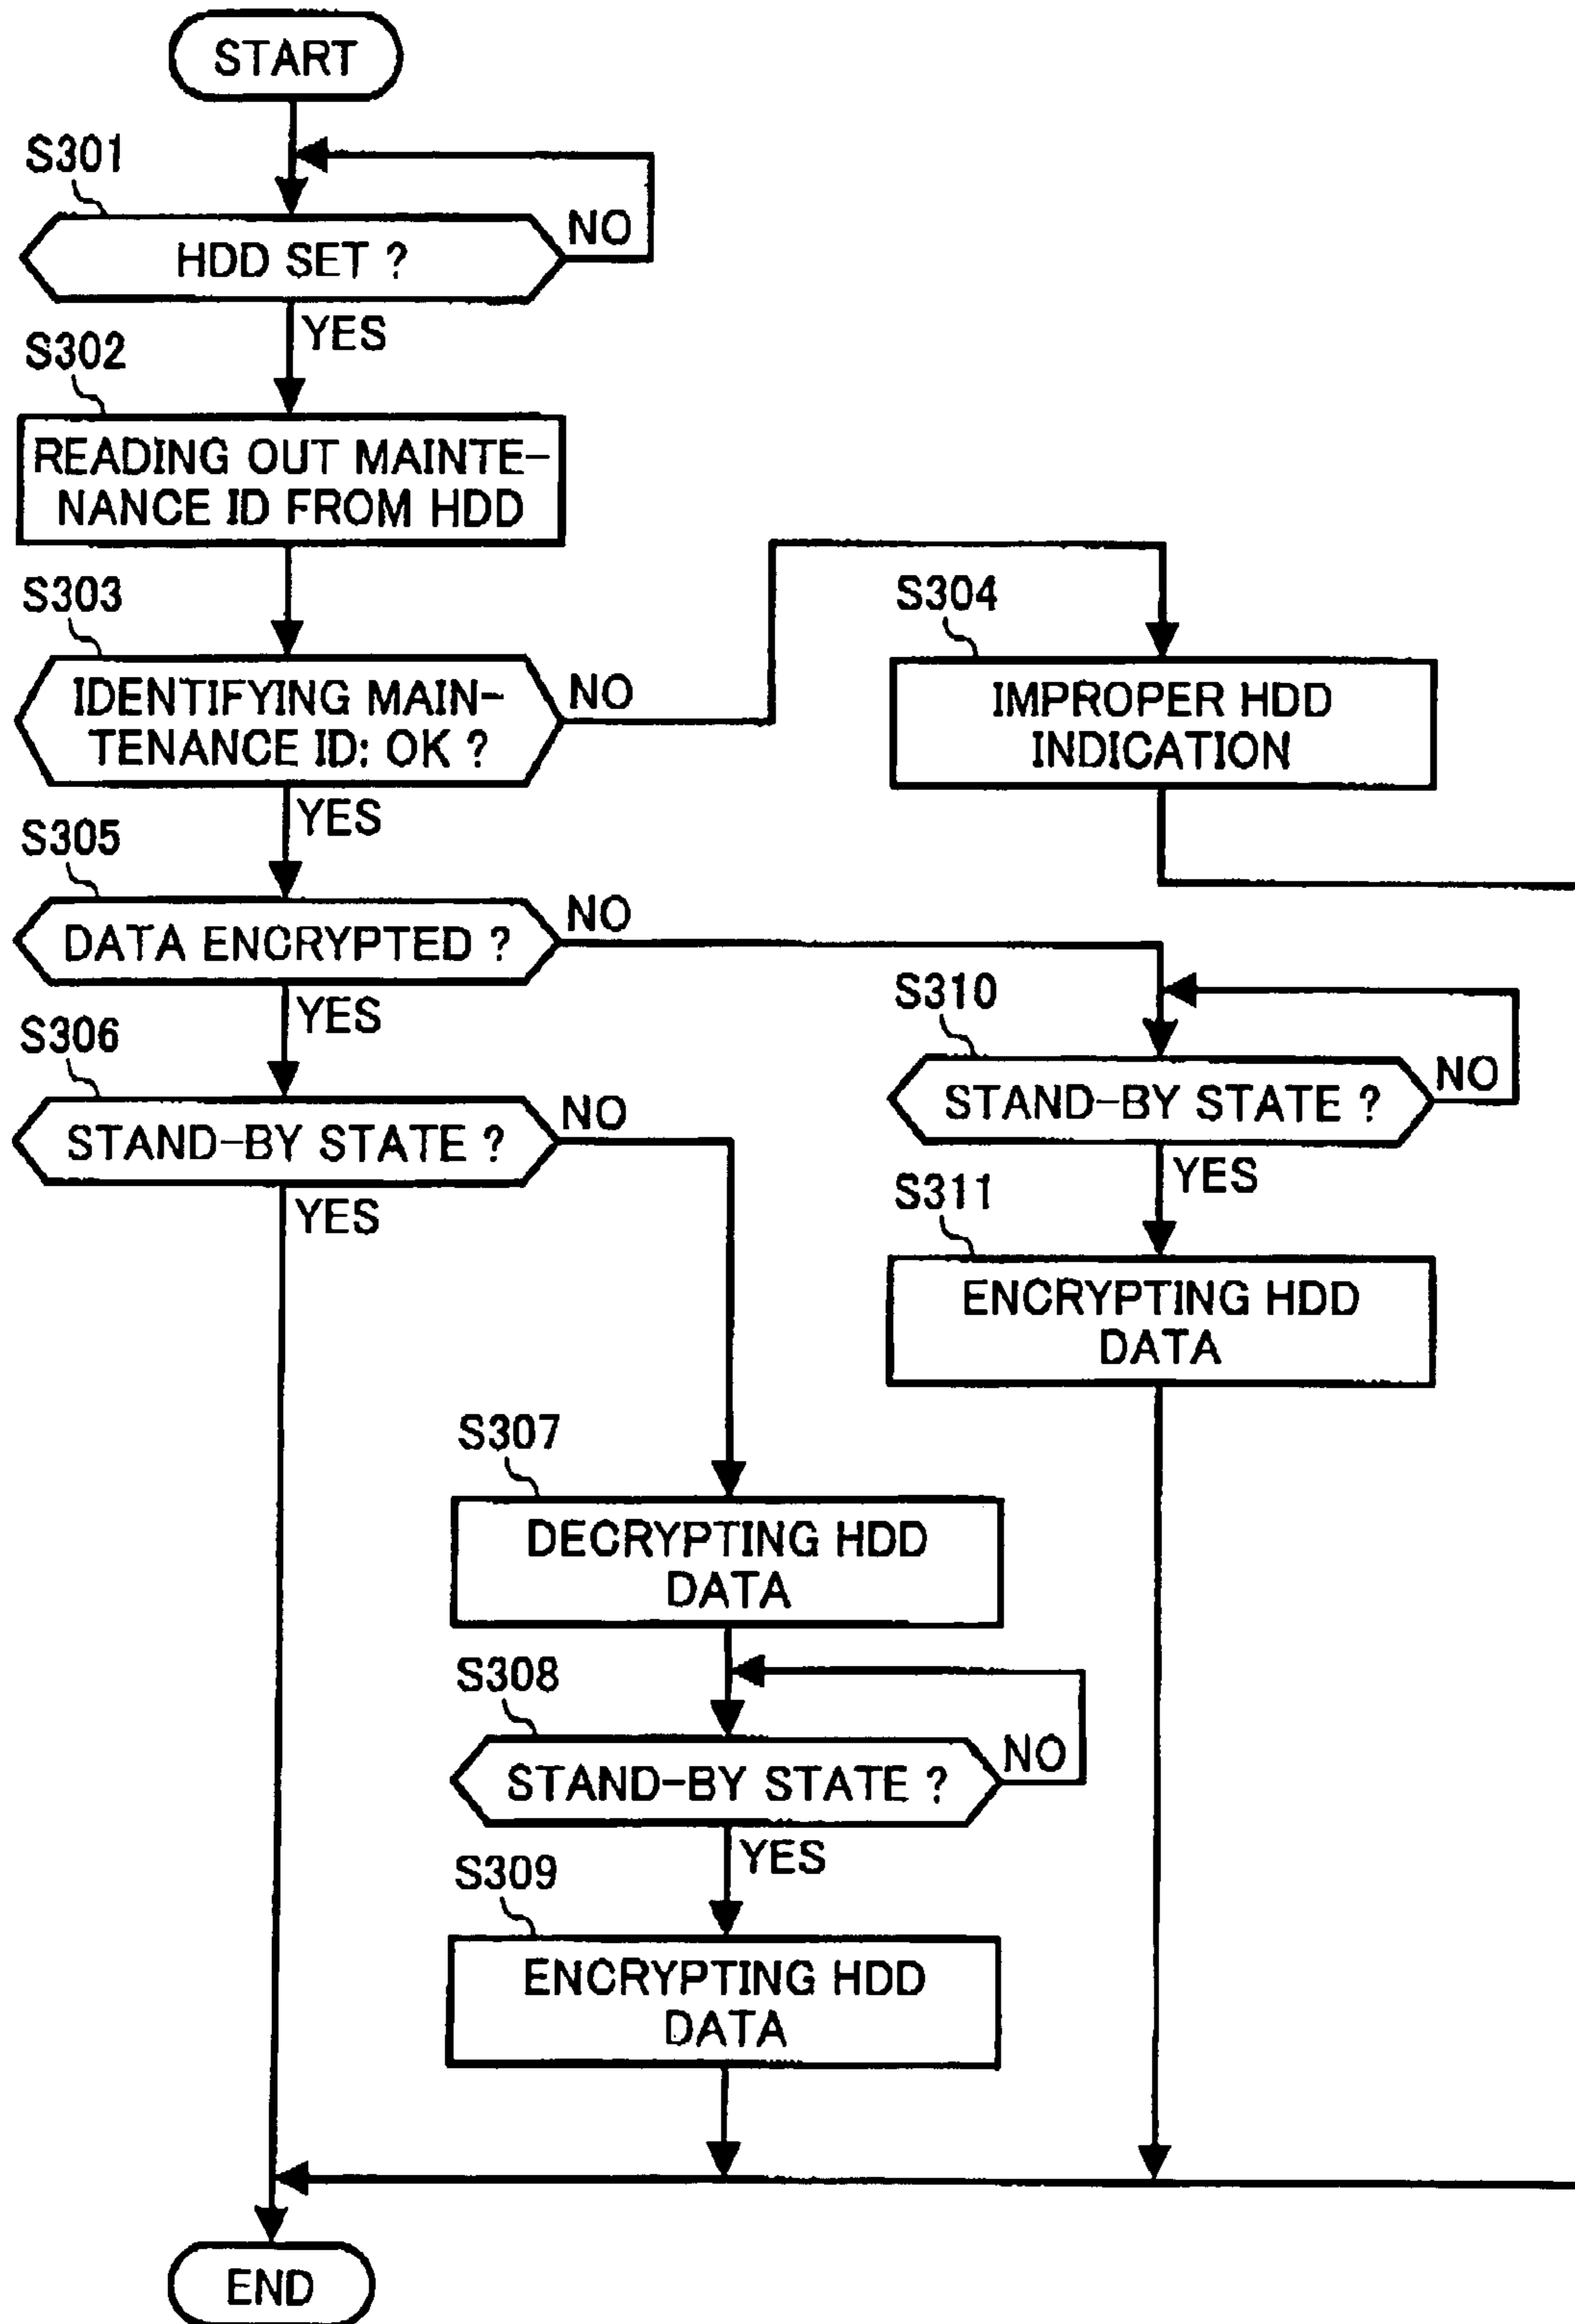 START
S301
HDD SET ?
NO
YES
S302
READING OUT MAINTE-
NANCE ID FROM HDD
S303
IDENTIFYING MAIN-
TENANCE ID: OK ?
NO
YES
S304
IMPROPER HDD
INDICATION
S305
DATA ENCRYPTED ?
NO
YES
S306
STAND-BY STATE ?
NO
YES
S310
STAND-BY STATE ?
NO
YES
S311
ENCRYPTING HDD
DATA
S307
DECRYPTING HDD
DATA
S308
STAND-BY STATE ?
NO
YES
S309
ENCRYPTING HDD
DATA
END